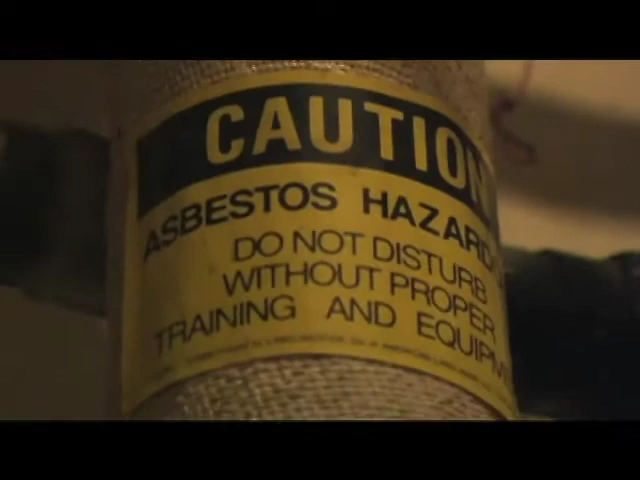 CAUTION
ASBESTOS HAZARD
DO NOT DISTURB
WITHOUT PROPER
TRAINING AND EQUIPM